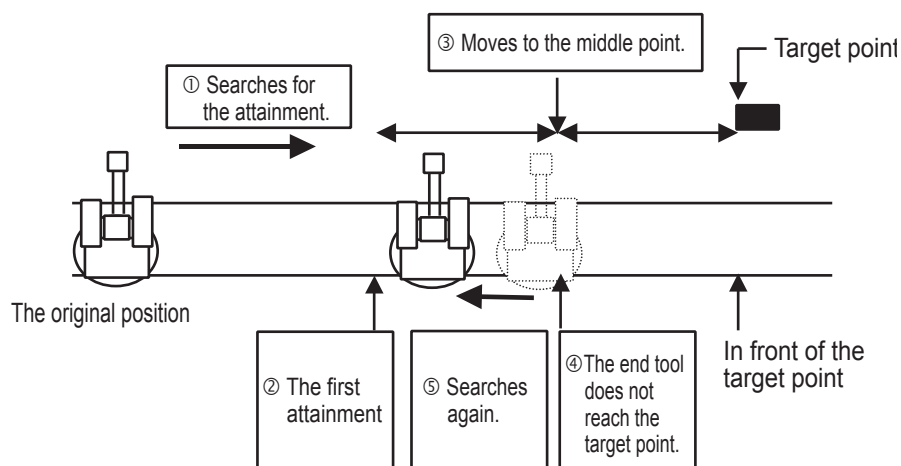 ③ Moves to the middle point.
Target point
① Searches for
the attainment.
The original position
② The first
attainment
⑤ Searches
again.
④The end tool
does not
reach the
target point.
In front of the
target point